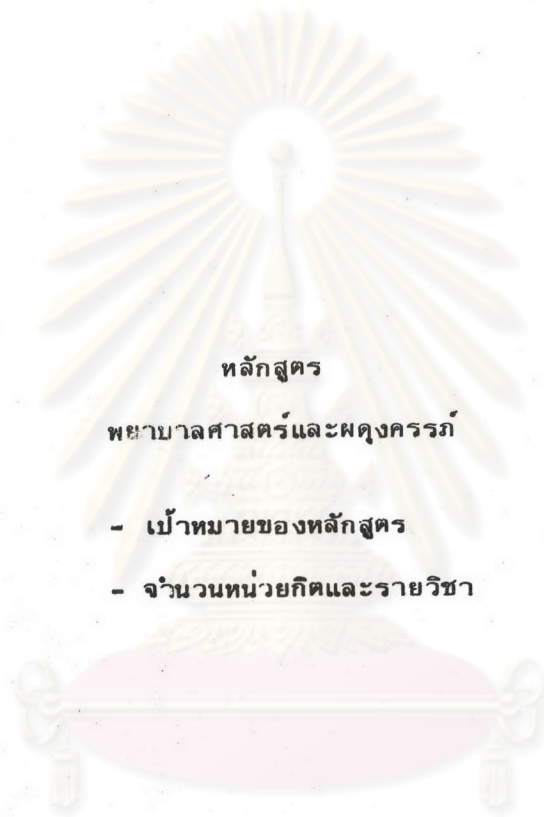 หลักสูตร
พยาบาลศาสตร์และผดุงครรภ์
- เป้าหมายของหลักสูตร
- จำนวนหน่วยกิตและรายวิชา